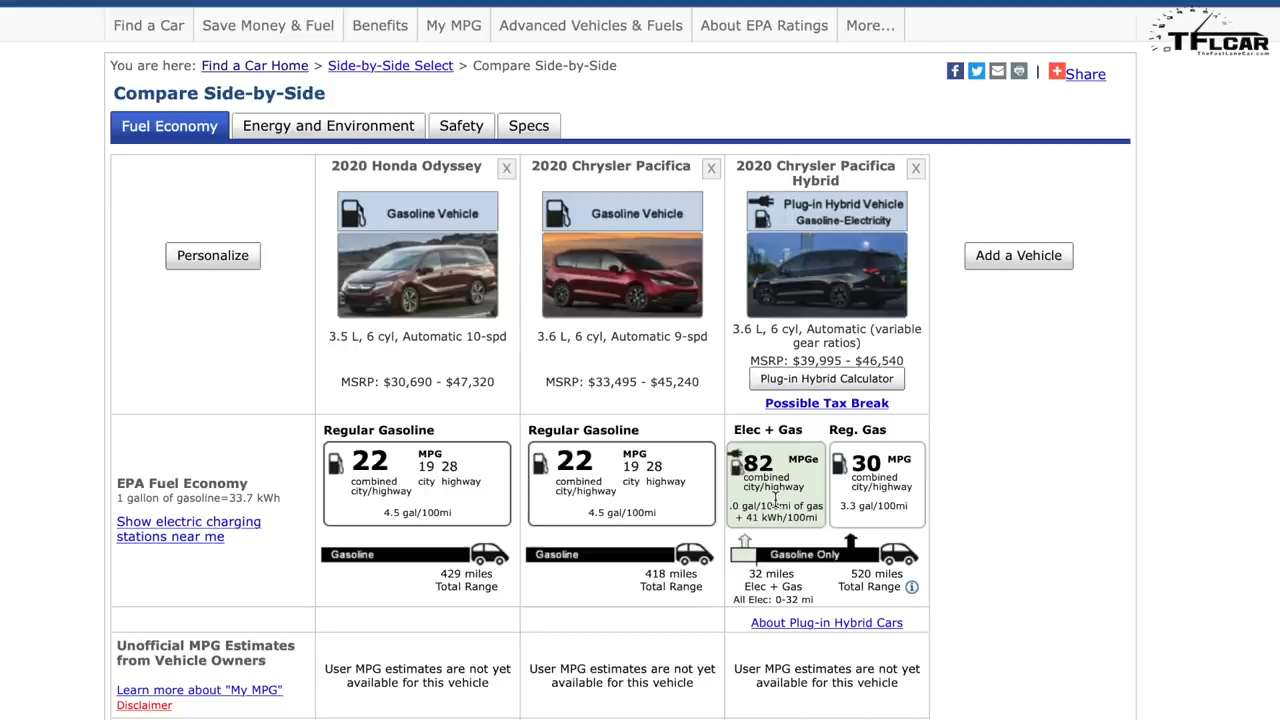 Find a Car
Save Money & Fuel
Benefits
My MPG
Advanced Vehicles & Fuels
About EPA Ratings
More...
TFLCAR
TheFastLaneCar.com
You are here: Find a Car Home > Side-by-Side Select > Compare Side-by-Side
Share
Compare Side-by-Side
Fuel Economy
Energy and Environment
Safety
Specs
Personalize
2020 Honda Odyssey
X
Gasoline Vehicle
3.5 L, 6 cyl, Automatic 10-spd
MSRP: $30,690 - $47,320
2020 Chrysler Pacifica
X
Gasoline Vehicle
3.6 L, 6 cyl, Automatic 9-spd
MSRP: $33,495 - $45,240
2020 Chrysler Pacifica
Hybrid
X
Plug-in Hybrid Vehicle
Gasoline-Electricity
3.6 L, 6 cyl, Automatic (variable
gear ratios)
MSRP: $39,995 - $46,540
Plug-in Hybrid Calculator
Possible Tax Break
Add a Vehicle
EPA Fuel Economy
1 gallon of gasoline=33.7 kWh
Show electric charging
stations near me
Regular Gasoline
22
MPG
19 28
combined
city/highway
city highway
4.5 gal/100mi
Gasoline
429 miles
Total Range
Regular Gasoline
22
MPG
19 28
combined
city/highway
city highway
4.5 gal/100mi
Gasoline
418 miles
Total Range
Elec + Gas
82 MPGe
combined
city/highway
.0 gal/100mi of gas
+ 41 kWh/100mi
Reg. Gas
30 MPG
combined
city/highway
3.3 gal/100mi
Gasoline Only
32 miles
Elec + Gas
All Elec: 0-32 mi
520 miles
Total Range
About Plug-in Hybrid Cars
Unofficial MPG Estimates
from Vehicle Owners
Learn more about "My MPG"
Disclaimer
User MPG estimates are not yet
available for this vehicle
User MPG estimates are not yet
available for this vehicle
User MPG estimates are not yet
available for this vehicle